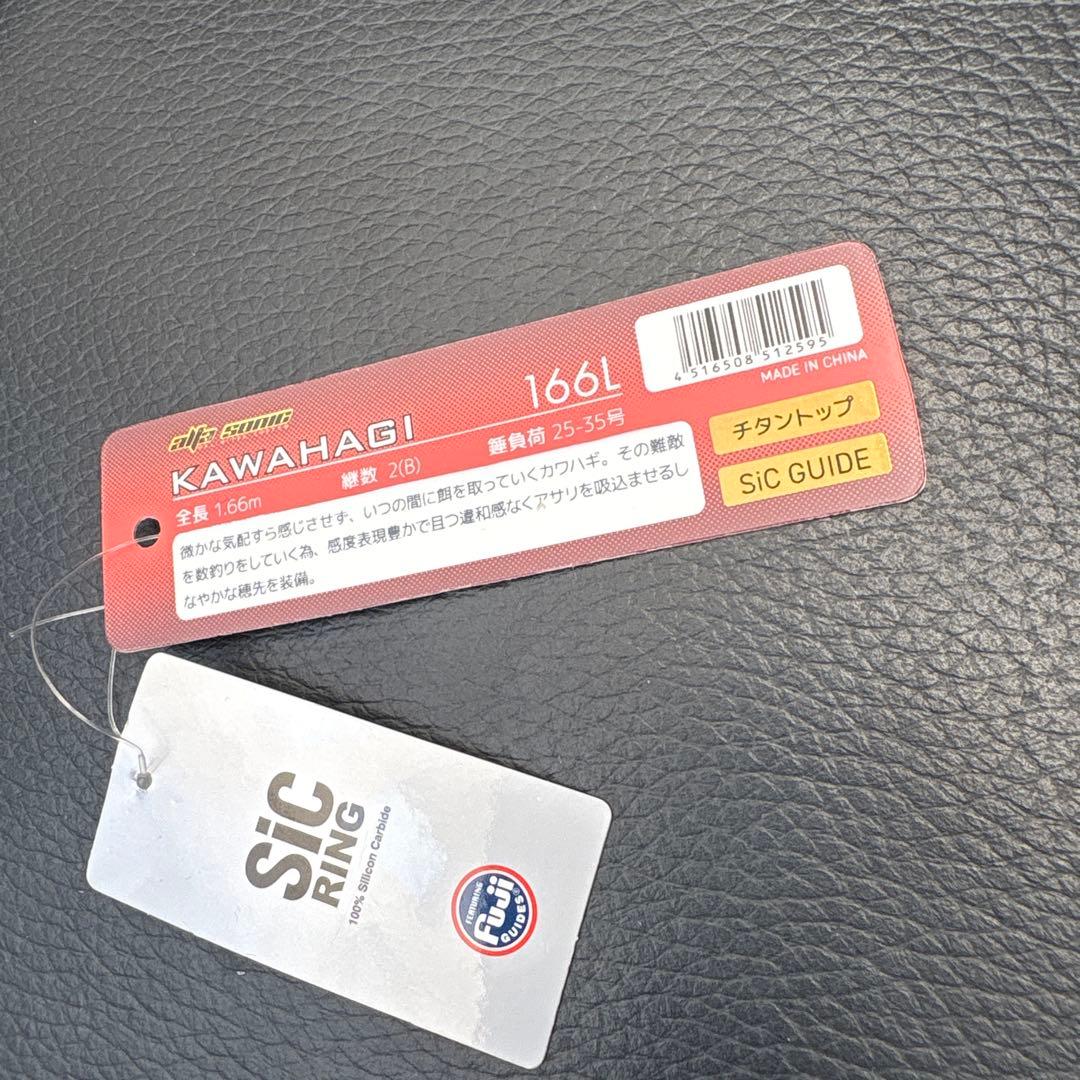 alfa sonic
KAWAHAGI
166L
全長 1.66m
継数 2(B)
錘負荷 25-35号
微かな気配すら感じさせず、いつの間に餌を取っていくカワハギ。その難敵
を数釣りをしていく為、感度表現豊かで目つ違和感なくアサリを吸込ませるし
なやかな穂先を装備。
4 516508 512595
MADE IN CHINA
チタントップ
SiC GUIDE
SiC
RING
100% Silicon Carbide
FEATURING
Fuji
GUIDES®